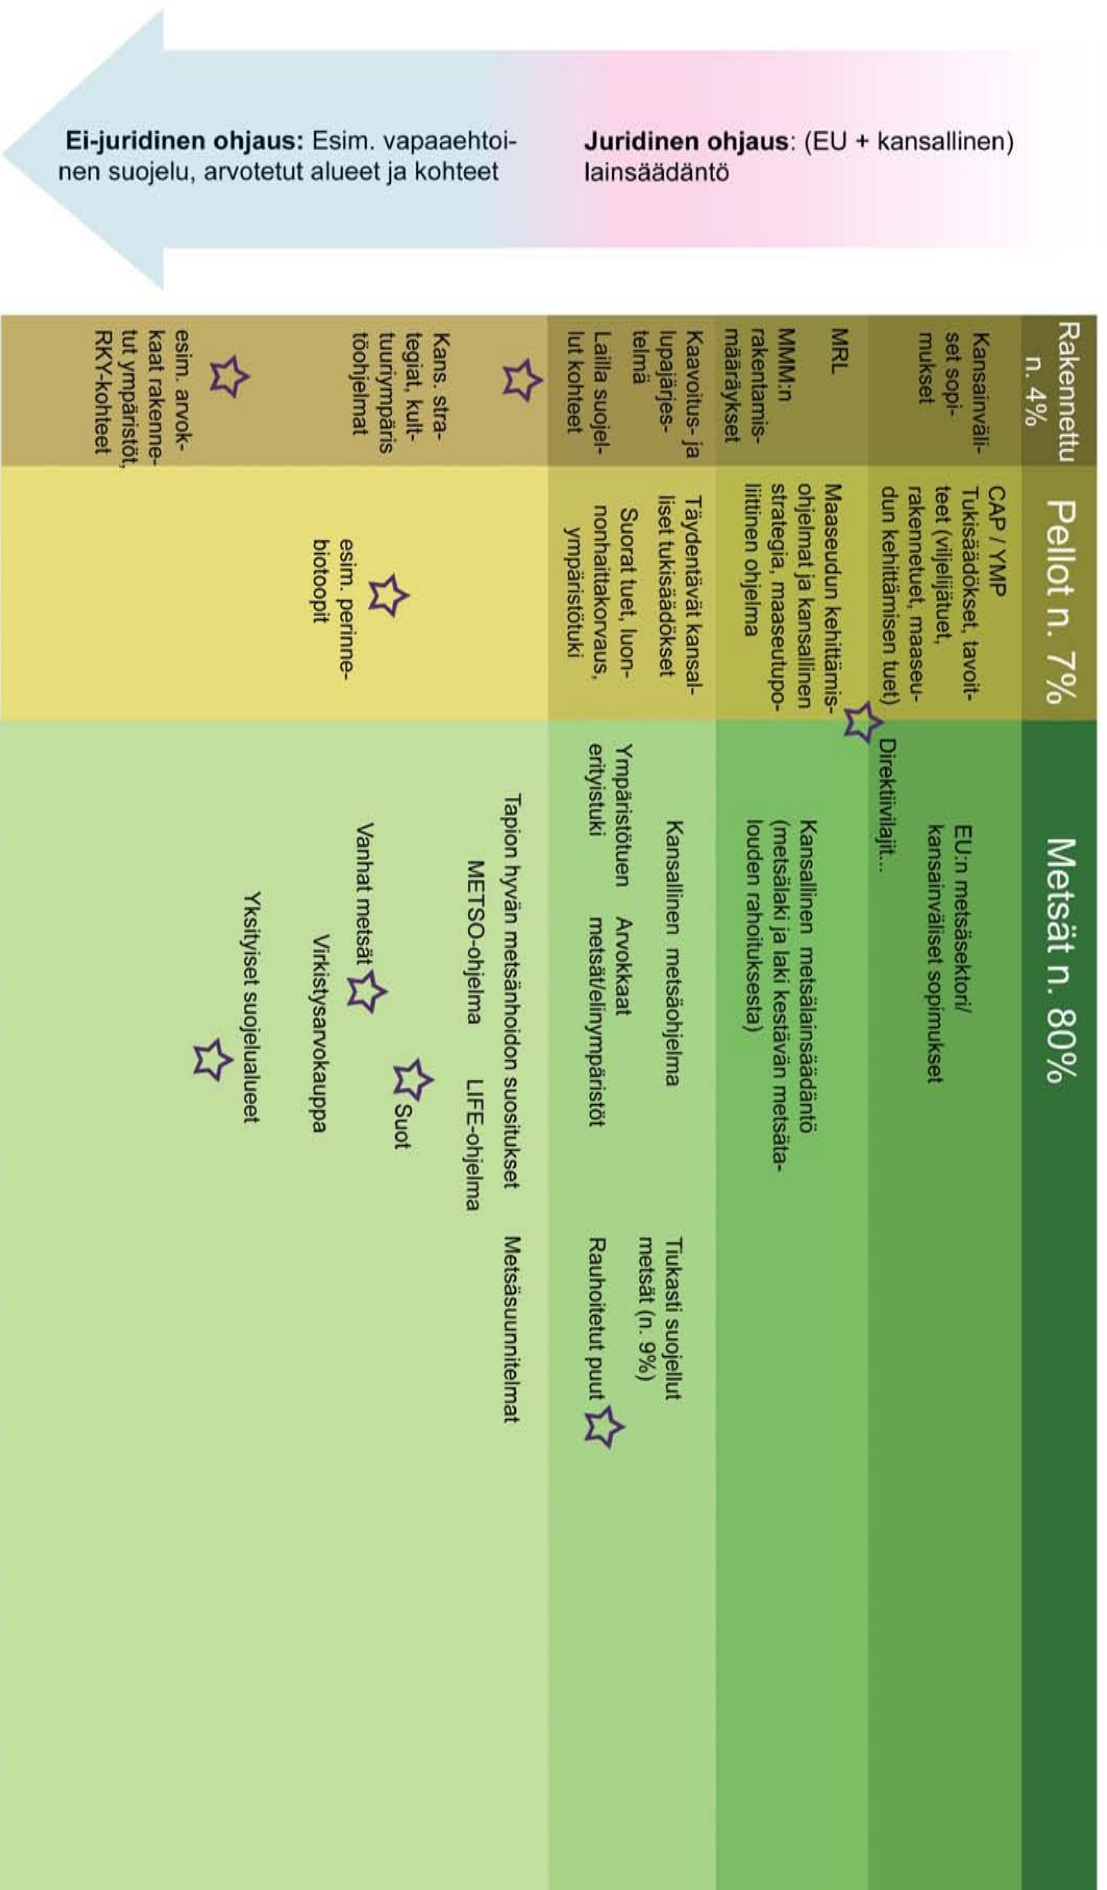 Ei-juridinen ohjaus: Esim. vapaaehtoi-
nen suojelu, arvotetut alueet ja kohteet
Juridinen ohjaus: (EU + kansallinen)
lainsäädäntö
Rakennettu
n. 4%
Kansainväli-
set sopi-
mukset
MRL
MMM:n
rakentamis-
määräykset
Kaavoitus- ja
lupajärjes-
telmä
Lailla suojel-
lut kohteet
Kans. stra-
tegiat, kult-
tuuriympäris
töohjelmat
esim. arvok-
kaat rakenne-
tut ympäristöt,
RKY-kohteet
Pellot n. 7%
CAP / YMP
Tukisäädökset, tavoit-
teet (viljelijätuet,
rakennetuet, maaseu-
dun kehittämisen tuet)
Maaseudun kehittämis-
ohjelmat ja kansallinen
strategia, maaseutupo-
liittinen ohjelma
Täydentävät kansal-
liset tukisäädökset
Suorat tuet, luon-
nonhaittakorvaus,
ympäristötuki
esim. perinne-
biotoopit
Metsät n. 80%
EU:n metsäsektori/
kansainväliset sopimukset
Direktiivilajit...
Kansallinen metsälainsäädäntö
(metsälaki ja laki kestävän metsäta-
louden rahoituksesta)
Kansallinen metsäohjelma
Ympäristötuen
erityistuki
Arvokkaat
metsät/elinympäristöt
Tiukasti suojellut
metsät (n. 9%)
Rauhoitetut puut
Tapion hyvän metsänhoidon suositukset
Metsäsuunnitelmat
METSO-ohjelma
LIFE-ohjelma
Suot
Vanhat metsät
Virkistysarvokauppa
Yksityiset suojelualueet